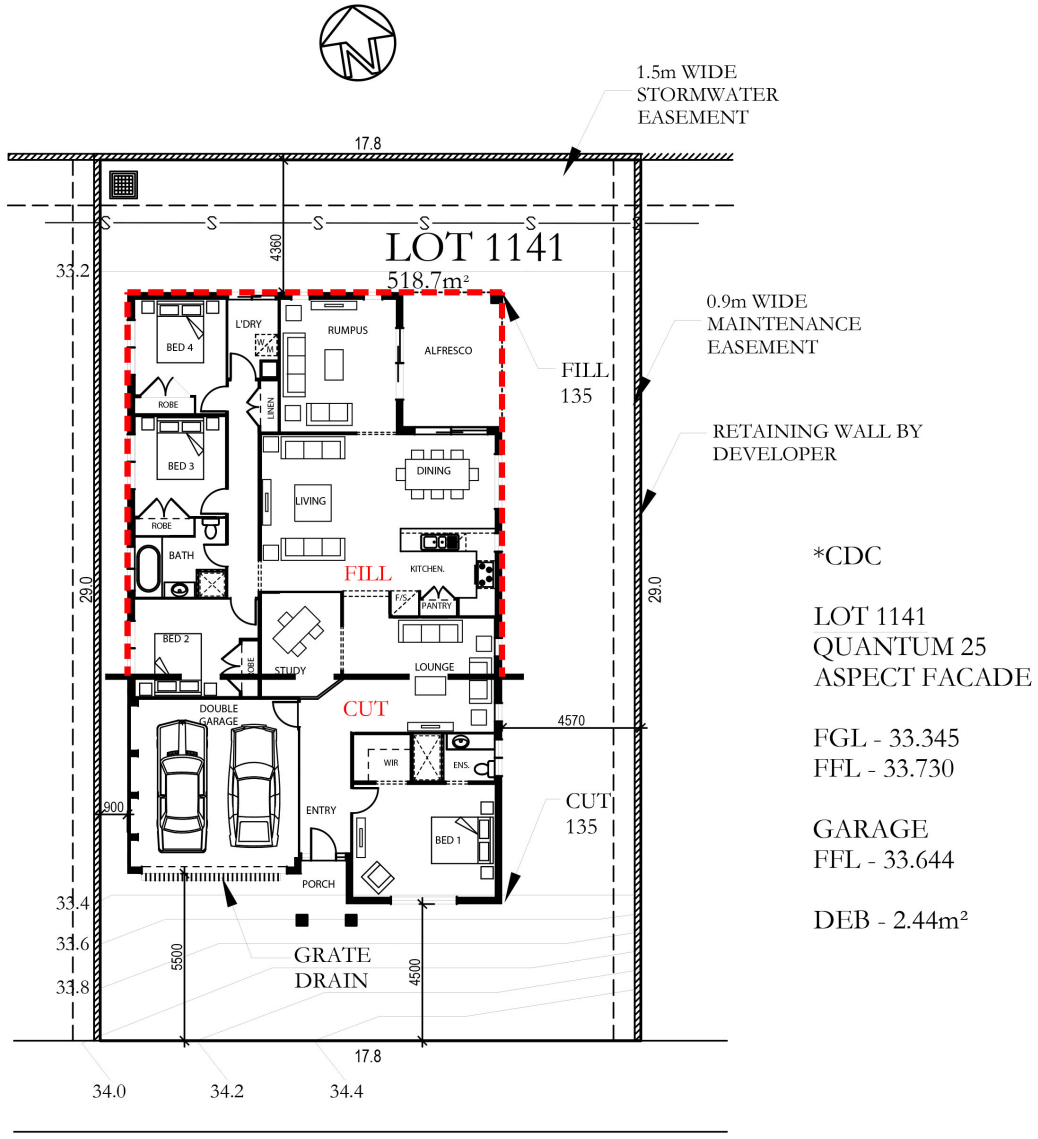 N
1.5m WIDE
STORMWATER
EASEMENT
17.8
S S S S S S
4360
LOT 1141
518.7m²
33.2
0.9m WIDE
MAINTENANCE
EASEMENT
L'DRY
RUMPUS
W
M
BED 4
ALFRESCO
FILL
135
ROBE
LINEN
RETAINING WALL BY
DEVELOPER
BED 3
DINING
LIVING
ROBE
BATH
*CDC
KITCHEN.
FILL
29.0
29.0
F/S.
PANTRY
LOT 1141
QUANTUM 25
ASPECT FACADE
BED 2
ROBE
STUDY
LOUNGE
DOUBLE
GARAGE
CUT
4570
FGL - 33.345
FFL - 33.730
WIR
ENS.
900
ENTRY
CUT
135
BED 1
GARAGE
FFL - 33.644
PORCH
33.4
DEB - 2.44m²
33.6
GRATE
DRAIN
5500
4500
33.8
17.8
34.0
34.2
34.4